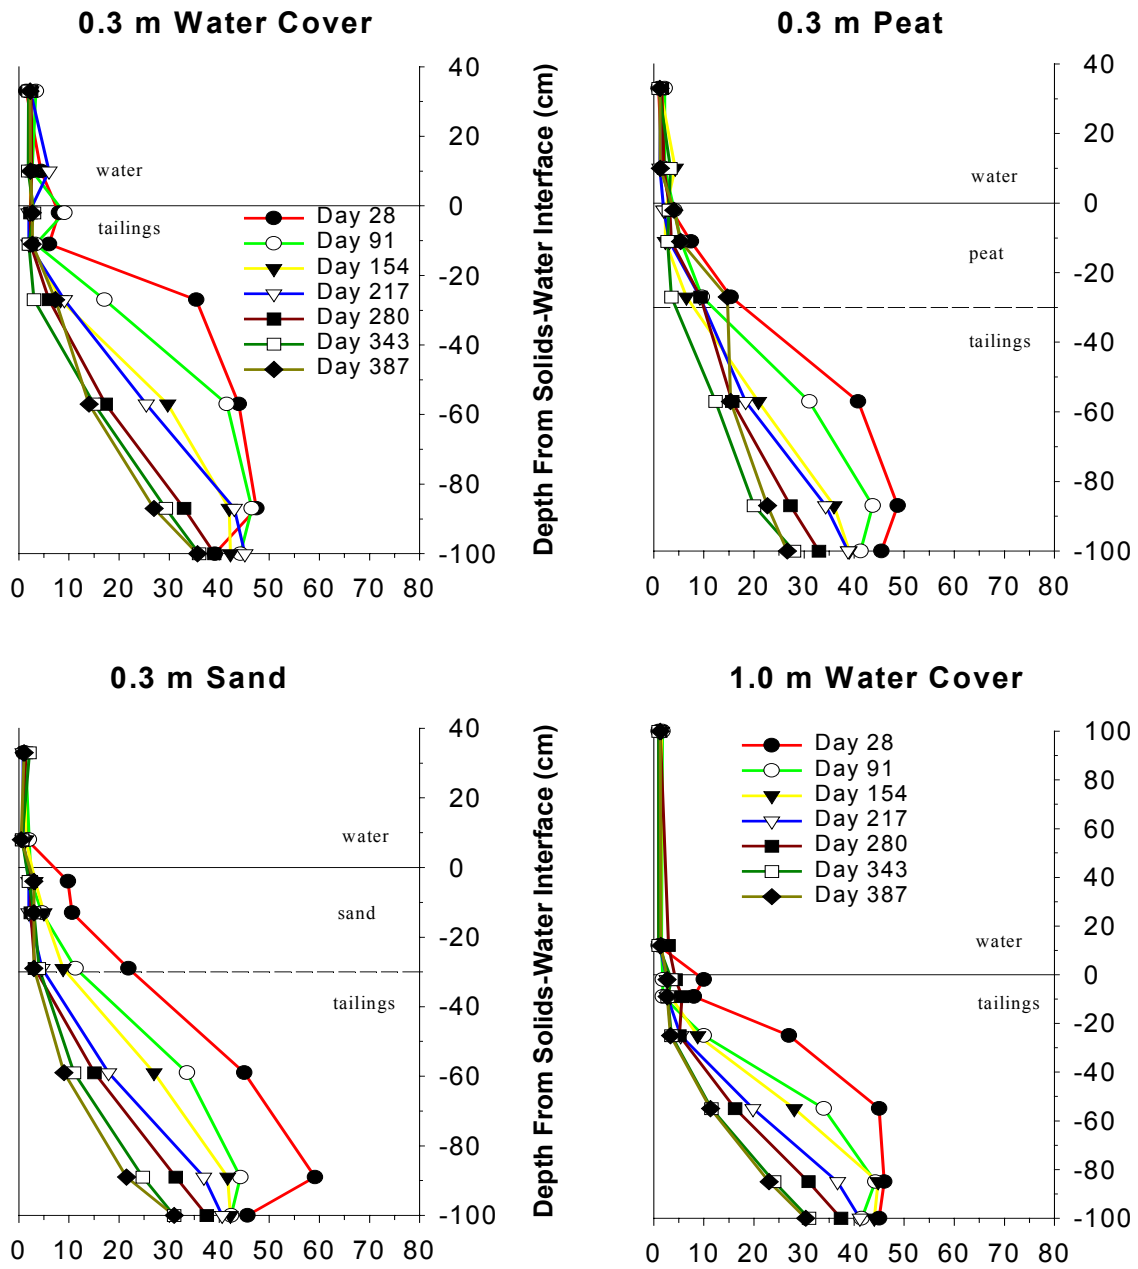 0.3 m Water Cover
40
20
0
-20
-40
-60
-80
-100
water
tailings
Day 28
Day 91
Day 154
Day 217
Day 280
Day 343
Day 387
0 10 20 30 40 50 60 70 80
Depth From Solids-Water Interface (cm)
0.3 m Peat
40
20
0
-20
-40
-60
-80
-100
water
peat
tailings
0 10 20 30 40 50 60 70 80
0.3 m Sand
40
20
0
-20
-40
-60
-80
-100
water
sand
tailings
0 10 20 30 40 50 60 70 80
Depth From Solids-Water Interface (cm)
1.0 m Water Cover
Day 28
Day 91
Day 154
Day 217
Day 280
Day 343
Day 387
100
80
60
40
20
0
-20
-40
-60
-80
-100
water
tailings
0 10 20 30 40 50 60 70 80